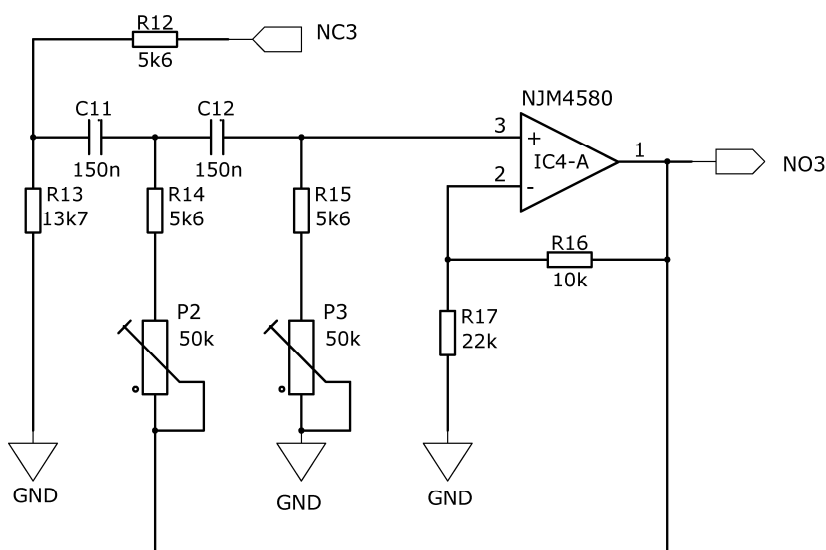 R12
NC3
5k6
C11
C12
NJM4580
150n
150n
3
+
IC4-A
1
NO3
2
-
R13
13k7
R14
5k6
R15
5k6
R16
10k
P2
50k
P3
50k
R17
22k
GND
GND
GND